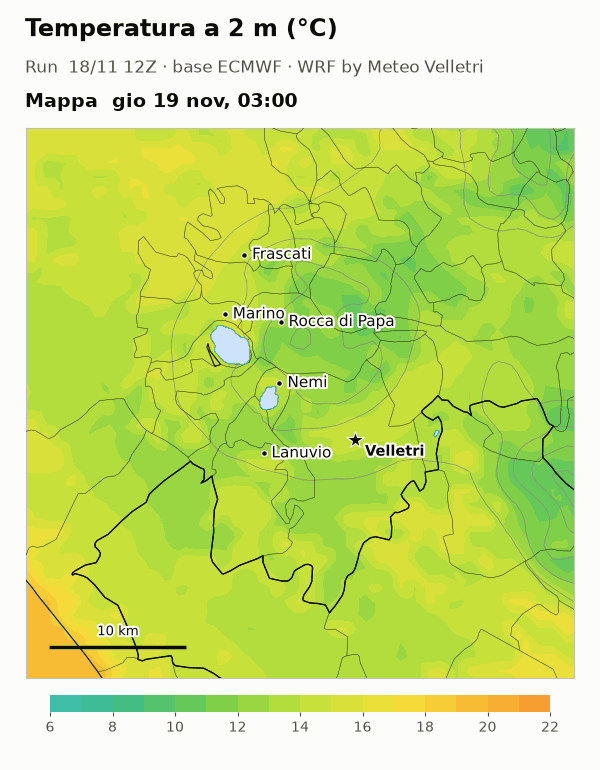 Temperatura a 2 m (°C)
Run  18/11 12Z · base ECMWF · WRF by Meteo Velletri
Mappa  gio 19 nov, 03:00
Frascati
Marino
Rocca di Papa
Nemi
Velletri
Lanuvio
10 km
6 8 10 12 14 16 18 20 22